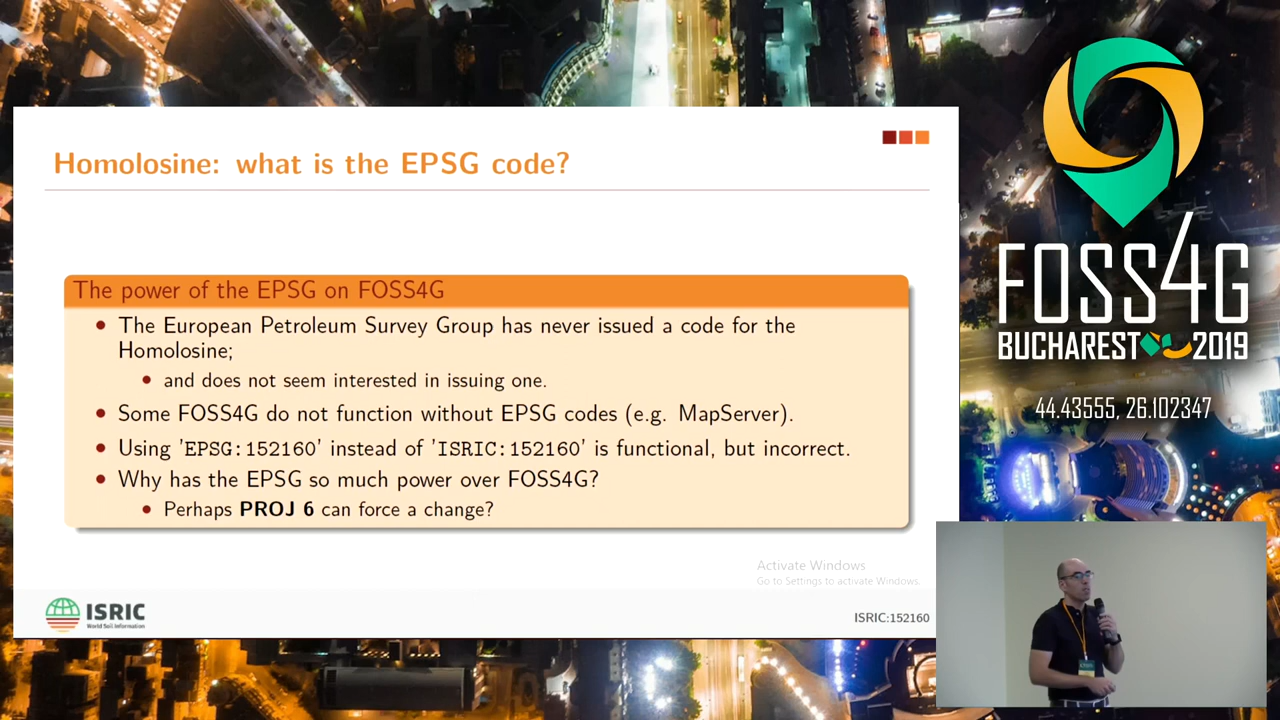 Homolosine: what is the EPSG code?
The power of the EPSG on FOSS4G
The European Petroleum Survey Group has never issued a code for the
Homolosine;
and does not seem interested in issuing one.
Some FOSS4G do not function without EPSG codes (e.g. MapServer).
Using 'EPSG:152160' instead of 'ISRIC:152160' is functional, but incorrect.
Why has the EPSG so much power over FOSS4G?
Perhaps PROJ 6 can force a change?
Activate Windows
Go to Settings to activate Windows.
ISRIC
World Soil Information
ISRIC:152160
FOSS4G
BUCHAREST 2019
44.43555, 26.102347